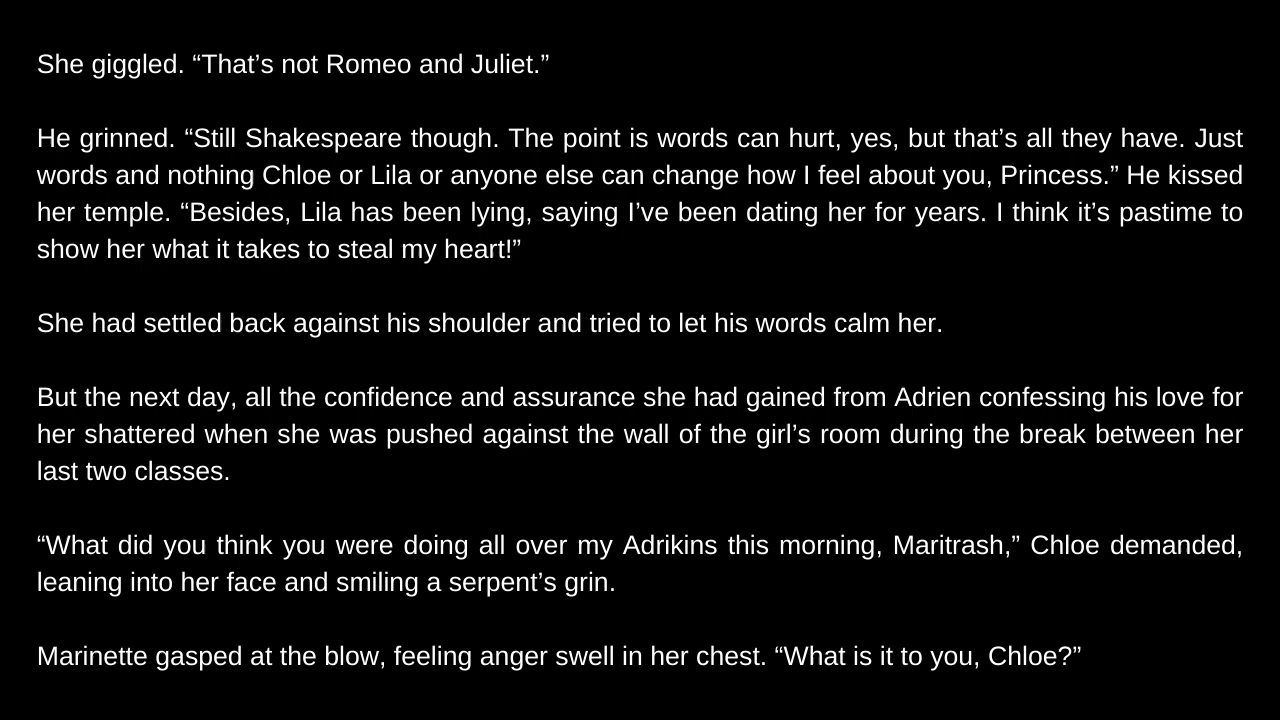 She giggled. “That’s not Romeo and Juliet.”
He grinned. “Still Shakespeare though. The point is words can hurt, yes, but that’s all they have. Just
words and nothing Chloe or Lila or anyone else can change how I feel about you, Princess.” He kissed
her temple. “Besides, Lila has been lying, saying I’ve been dating her for years. I think it’s pastime to
show her what it takes to steal my heart!”
She had settled back against his shoulder and tried to let his words calm her.
But the next day, all the confidence and assurance she had gained from Adrien confessing his love for
her shattered when she was pushed against the wall of the girl’s room during the break between her
last two classes.
“What did you think you were doing all over my Adrikins this morning, Maritrash,” Chloe demanded,
leaning into her face and smiling a serpent’s grin.
Marinette gasped at the blow, feeling anger swell in her chest. “What is it to you, Chloe?”